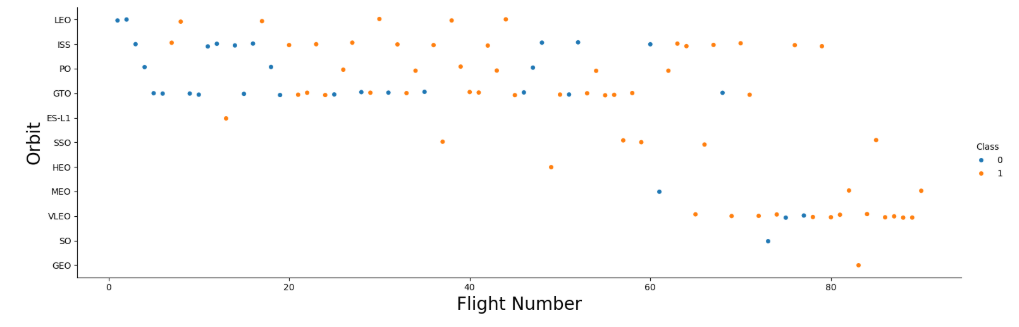 LEO
ISS
PO
GTO
ES-L1
SSO
HEO
MEO
VLEO
SO
GEO
Orbit
0 20 40 60 80
Flight Number
Class
0
1